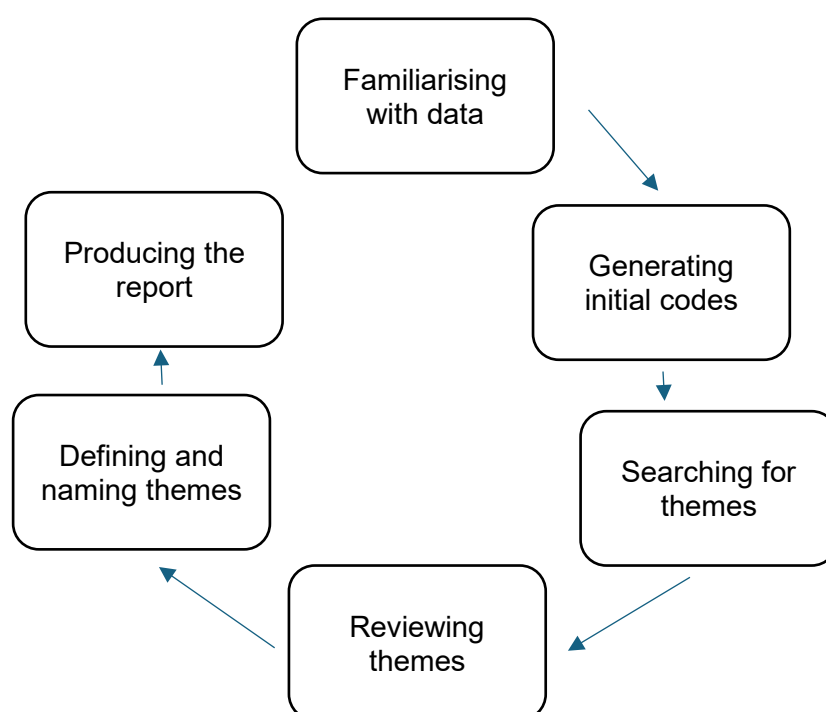 Familiarising
with data
Generating
initial codes
Searching for
themes
Reviewing
themes
Defining and
naming themes
Producing the
report